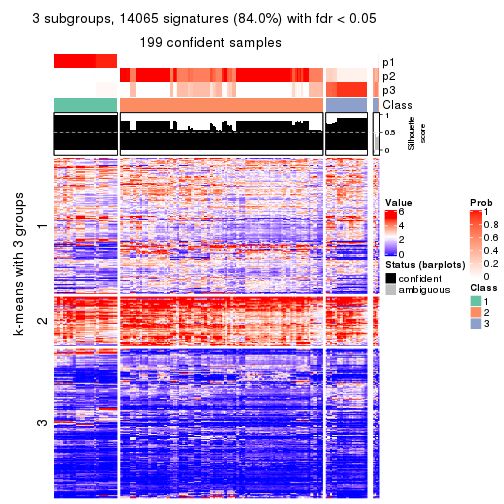 3 subgroups, 14065 signatures (84.0%) with fdr < 0.05
199 confident samples
p1
p2
p3
Class
1
0.5
0
Silhouette
score
k-means with 3 groups
1
2
3
Value
6
4
2
0
Status (barplots)
confident
ambiguous
Prob
1
0.8
0.6
0.4
0.2
0
Class
1
2
3